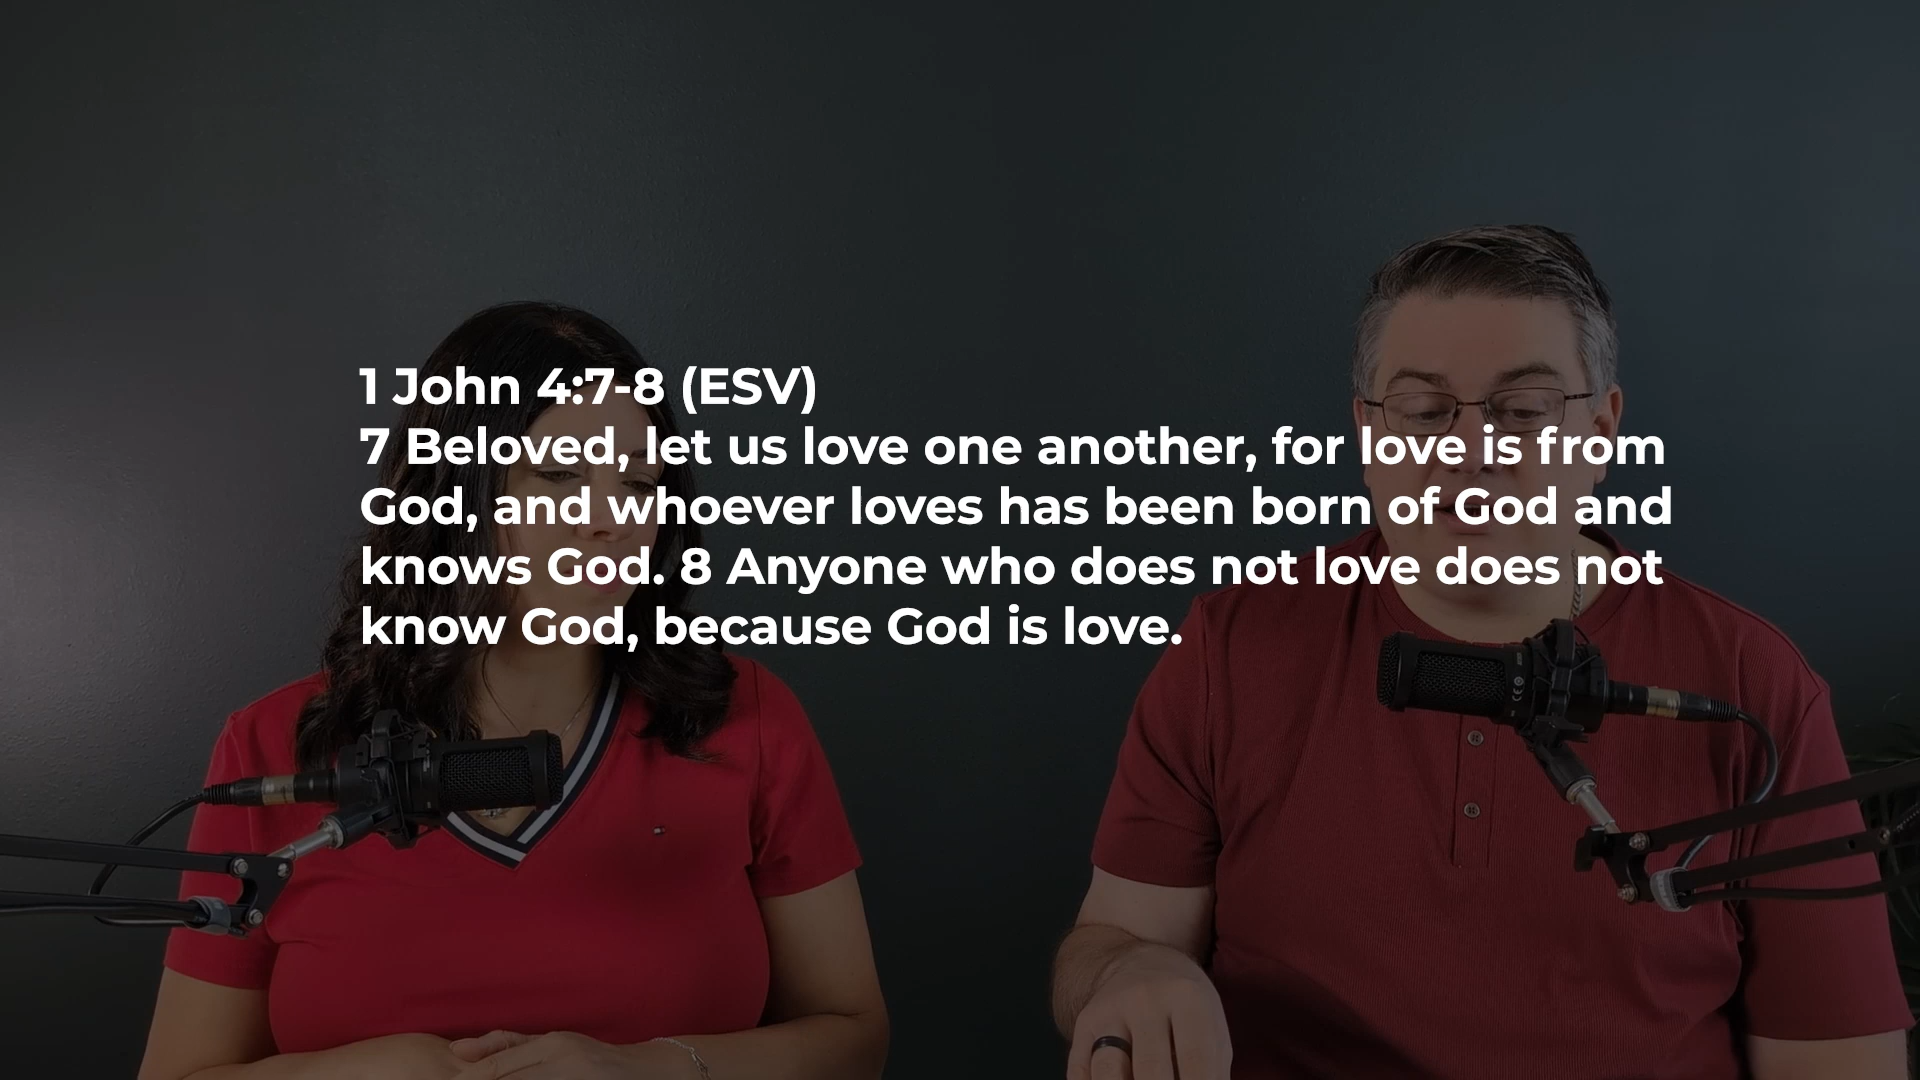 1 John 4:7-8 (ESV)
7 Beloved, let us love one another, for love is from
God, and whoever loves has been born of God and
knows God. 8 Anyone who does not love does not
know God, because God is love.